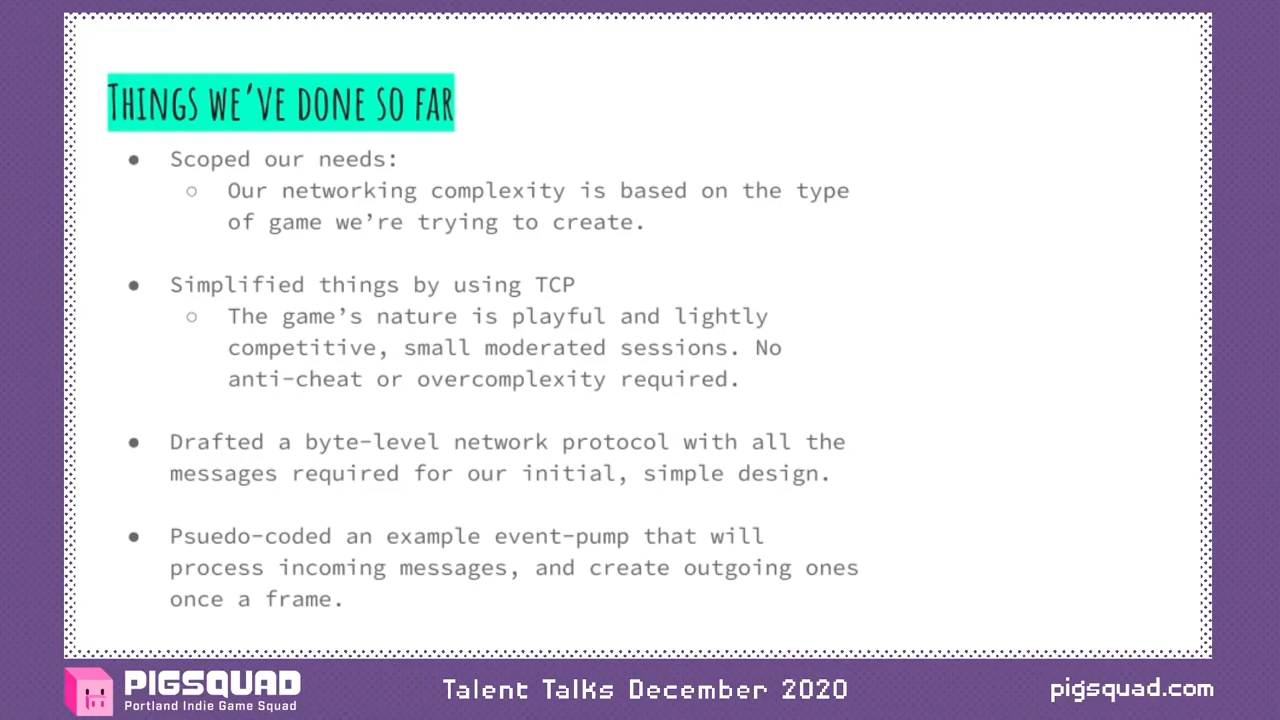 Things we've done so far
● Scoped our needs:
○ Our networking complexity is based on the type
of game we're trying to create.
● Simplified things by using TCP
○ The game's nature is playful and lightly
competitive, small moderated sessions. No
anti-cheat or overcomplexity required.
● Drafted a byte-level network protocol with all the
messages required for our initial, simple design.
● Psuedo-coded an example event-pump that will
process incoming messages, and create outgoing ones
once a frame.
PIGSQUAD
Portland Indie Game Squad
Talent Talks December 2020
pigsquad.com